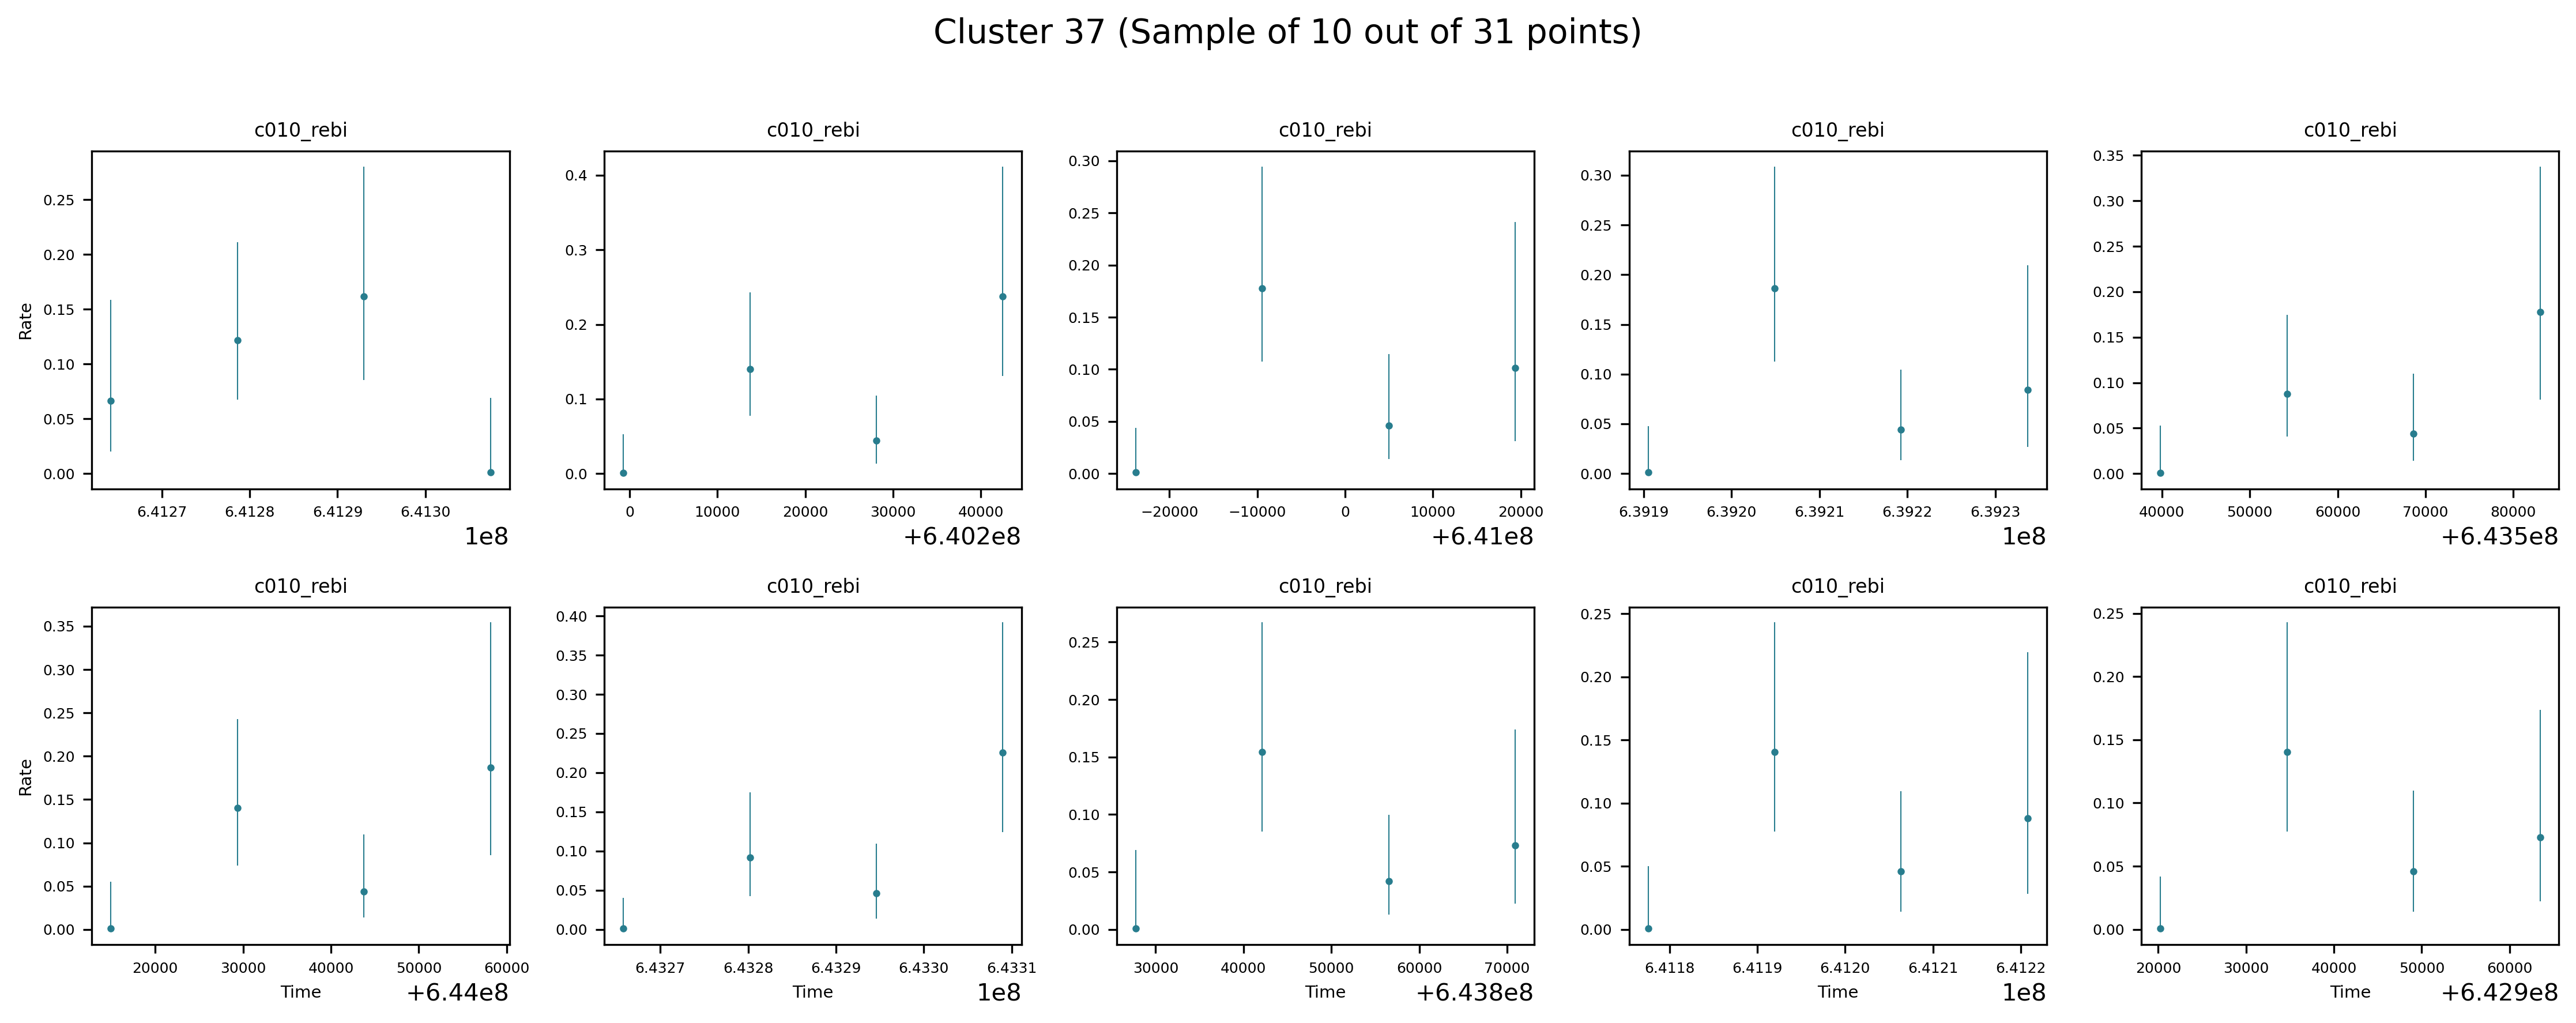 Cluster 37 (Sample of 10 out of 31 points)
c010_rebi c010_rebi c010_rebi c010_rebi c010_rebi
Rate
0.25
0.20
0.15
0.10
0.05
0.00
6.4127 6.4128 6.4129 6.4130
1e8
0.4
0.3
0.2
0.1
0.0
0 10000 20000 30000 40000
+6.402e8
0.30
0.25
0.20
0.15
0.10
0.05
0.00
−20000 −10000 0 10000 20000
+6.41e8
0.30
0.25
0.20
0.15
0.10
0.05
0.00
6.3919 6.3920 6.3921 6.3922 6.3923
1e8
0.35
0.30
0.25
0.20
0.15
0.10
0.05
0.00
40000 50000 60000 70000 80000
+6.435e8
c010_rebi c010_rebi c010_rebi c010_rebi c010_rebi
Rate
0.35
0.30
0.25
0.20
0.15
0.10
0.05
0.00
20000 30000 40000 50000 60000
Time +6.44e8
0.40
0.35
0.30
0.25
0.20
0.15
0.10
0.05
0.00
6.4327 6.4328 6.4329 6.4330 6.4331
Time 1e8
0.25
0.20
0.15
0.10
0.05
0.00
30000 40000 50000 60000 70000
Time +6.438e8
0.25
0.20
0.15
0.10
0.05
0.00
6.4118 6.4119 6.4120 6.4121 6.4122
Time 1e8
0.25
0.20
0.15
0.10
0.05
0.00
20000 30000 40000 50000 60000
Time +6.429e8